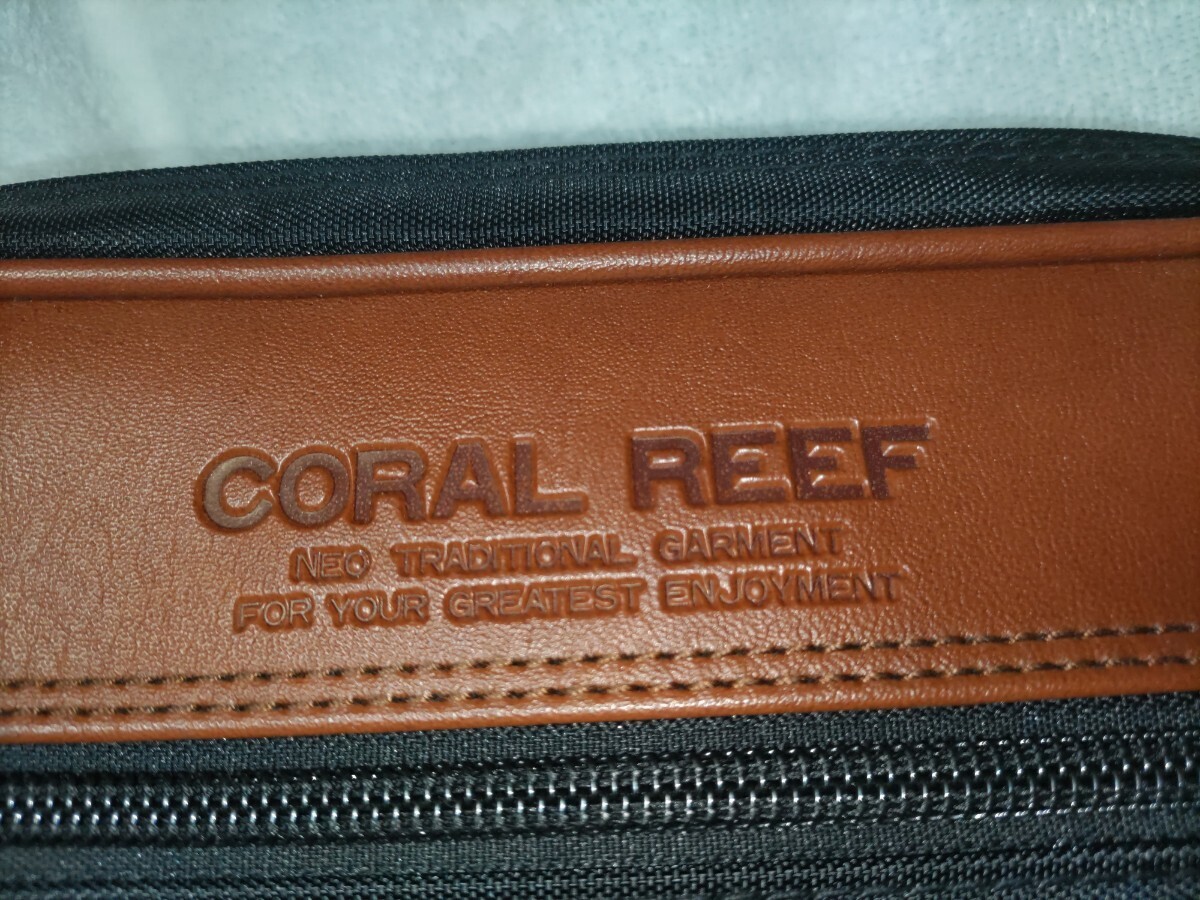 CORAL REEF
NEO TRADITIONAL GARMENT
FOR YOUR GREATEST ENJOYMENT